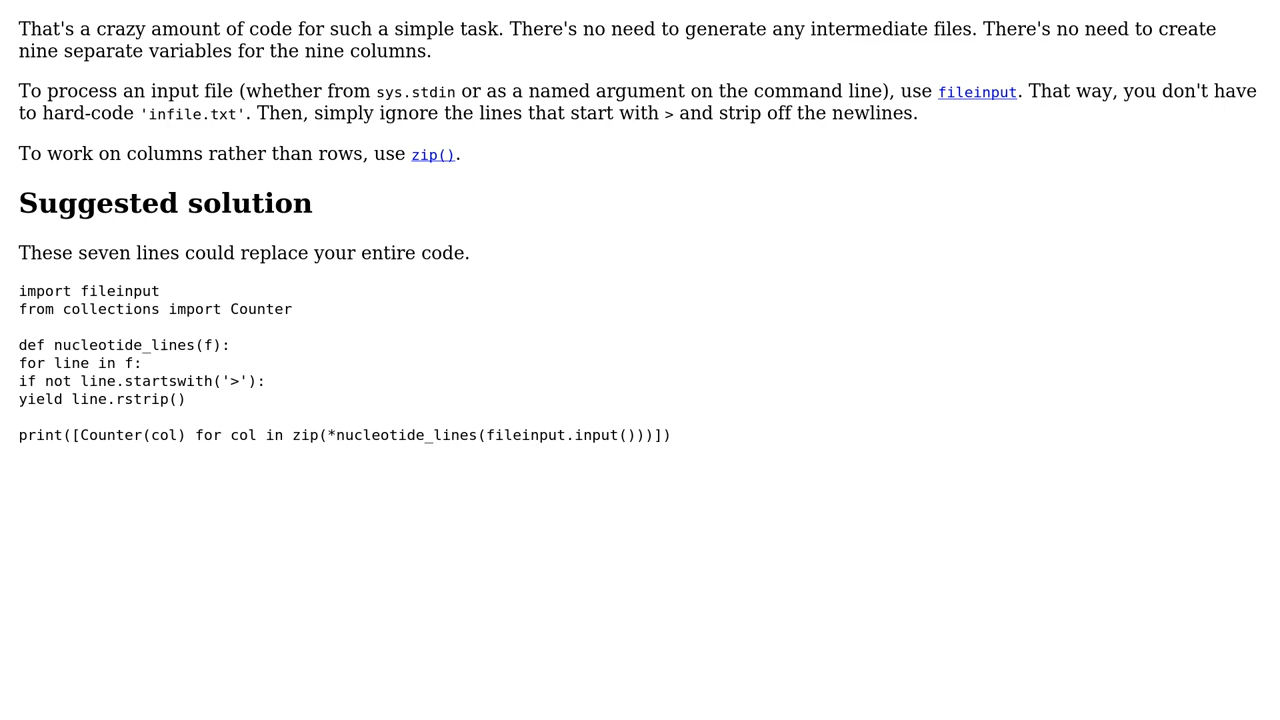 That's a crazy amount of code for such a simple task. There's no need to generate any intermediate files. There's no need to create
nine separate variables for the nine columns.
To process an input file (whether from sys.stdin or as a named argument on the command line), use fileinput. That way, you don't have
to hard-code 'infile.txt'. Then, simply ignore the lines that start with > and strip off the newlines.
To work on columns rather than rows, use zip().
Suggested solution
These seven lines could replace your entire code.
import fileinput
from collections import Counter
def nucleotide_lines(f):
for line in f:
if not line.startswith('>'):
yield line.rstrip()
print([Counter(col) for col in zip(*nucleotide_lines(fileinput.input()))])